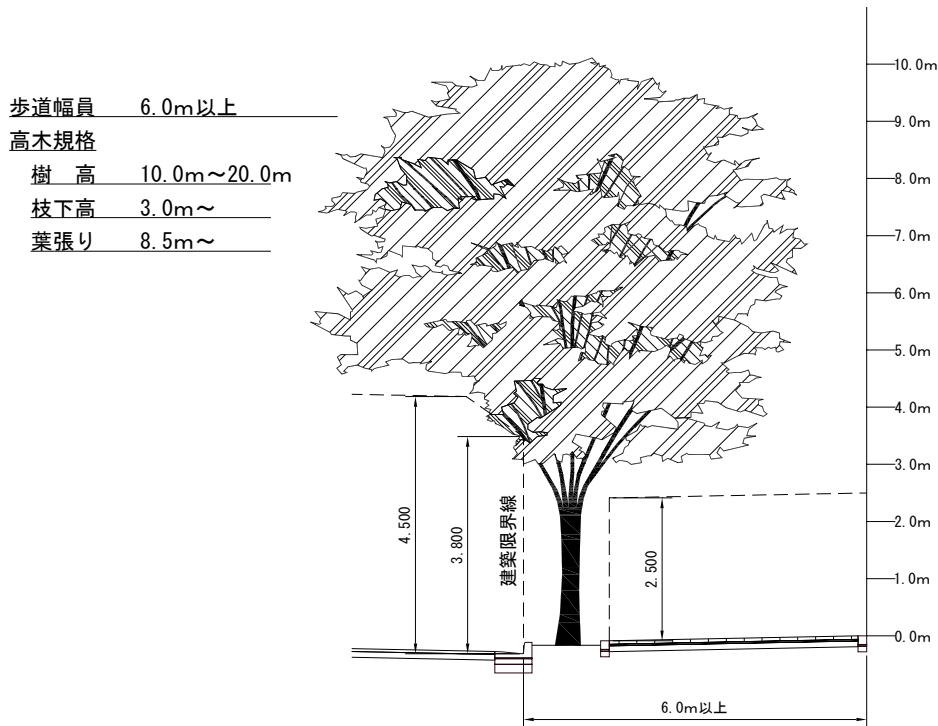 歩道幅員 6.0m以上
高木規格
樹 高 10.0m～20.0m
枝下高 3.0m～
葉張り 8.5m～
10.0m
9.0m
8.0m
7.0m
6.0m
5.0m
4.0m
3.0m
2.0m
1.0m
0.0m
4.500
3.800
建築限界線
2.500
6.0m以上